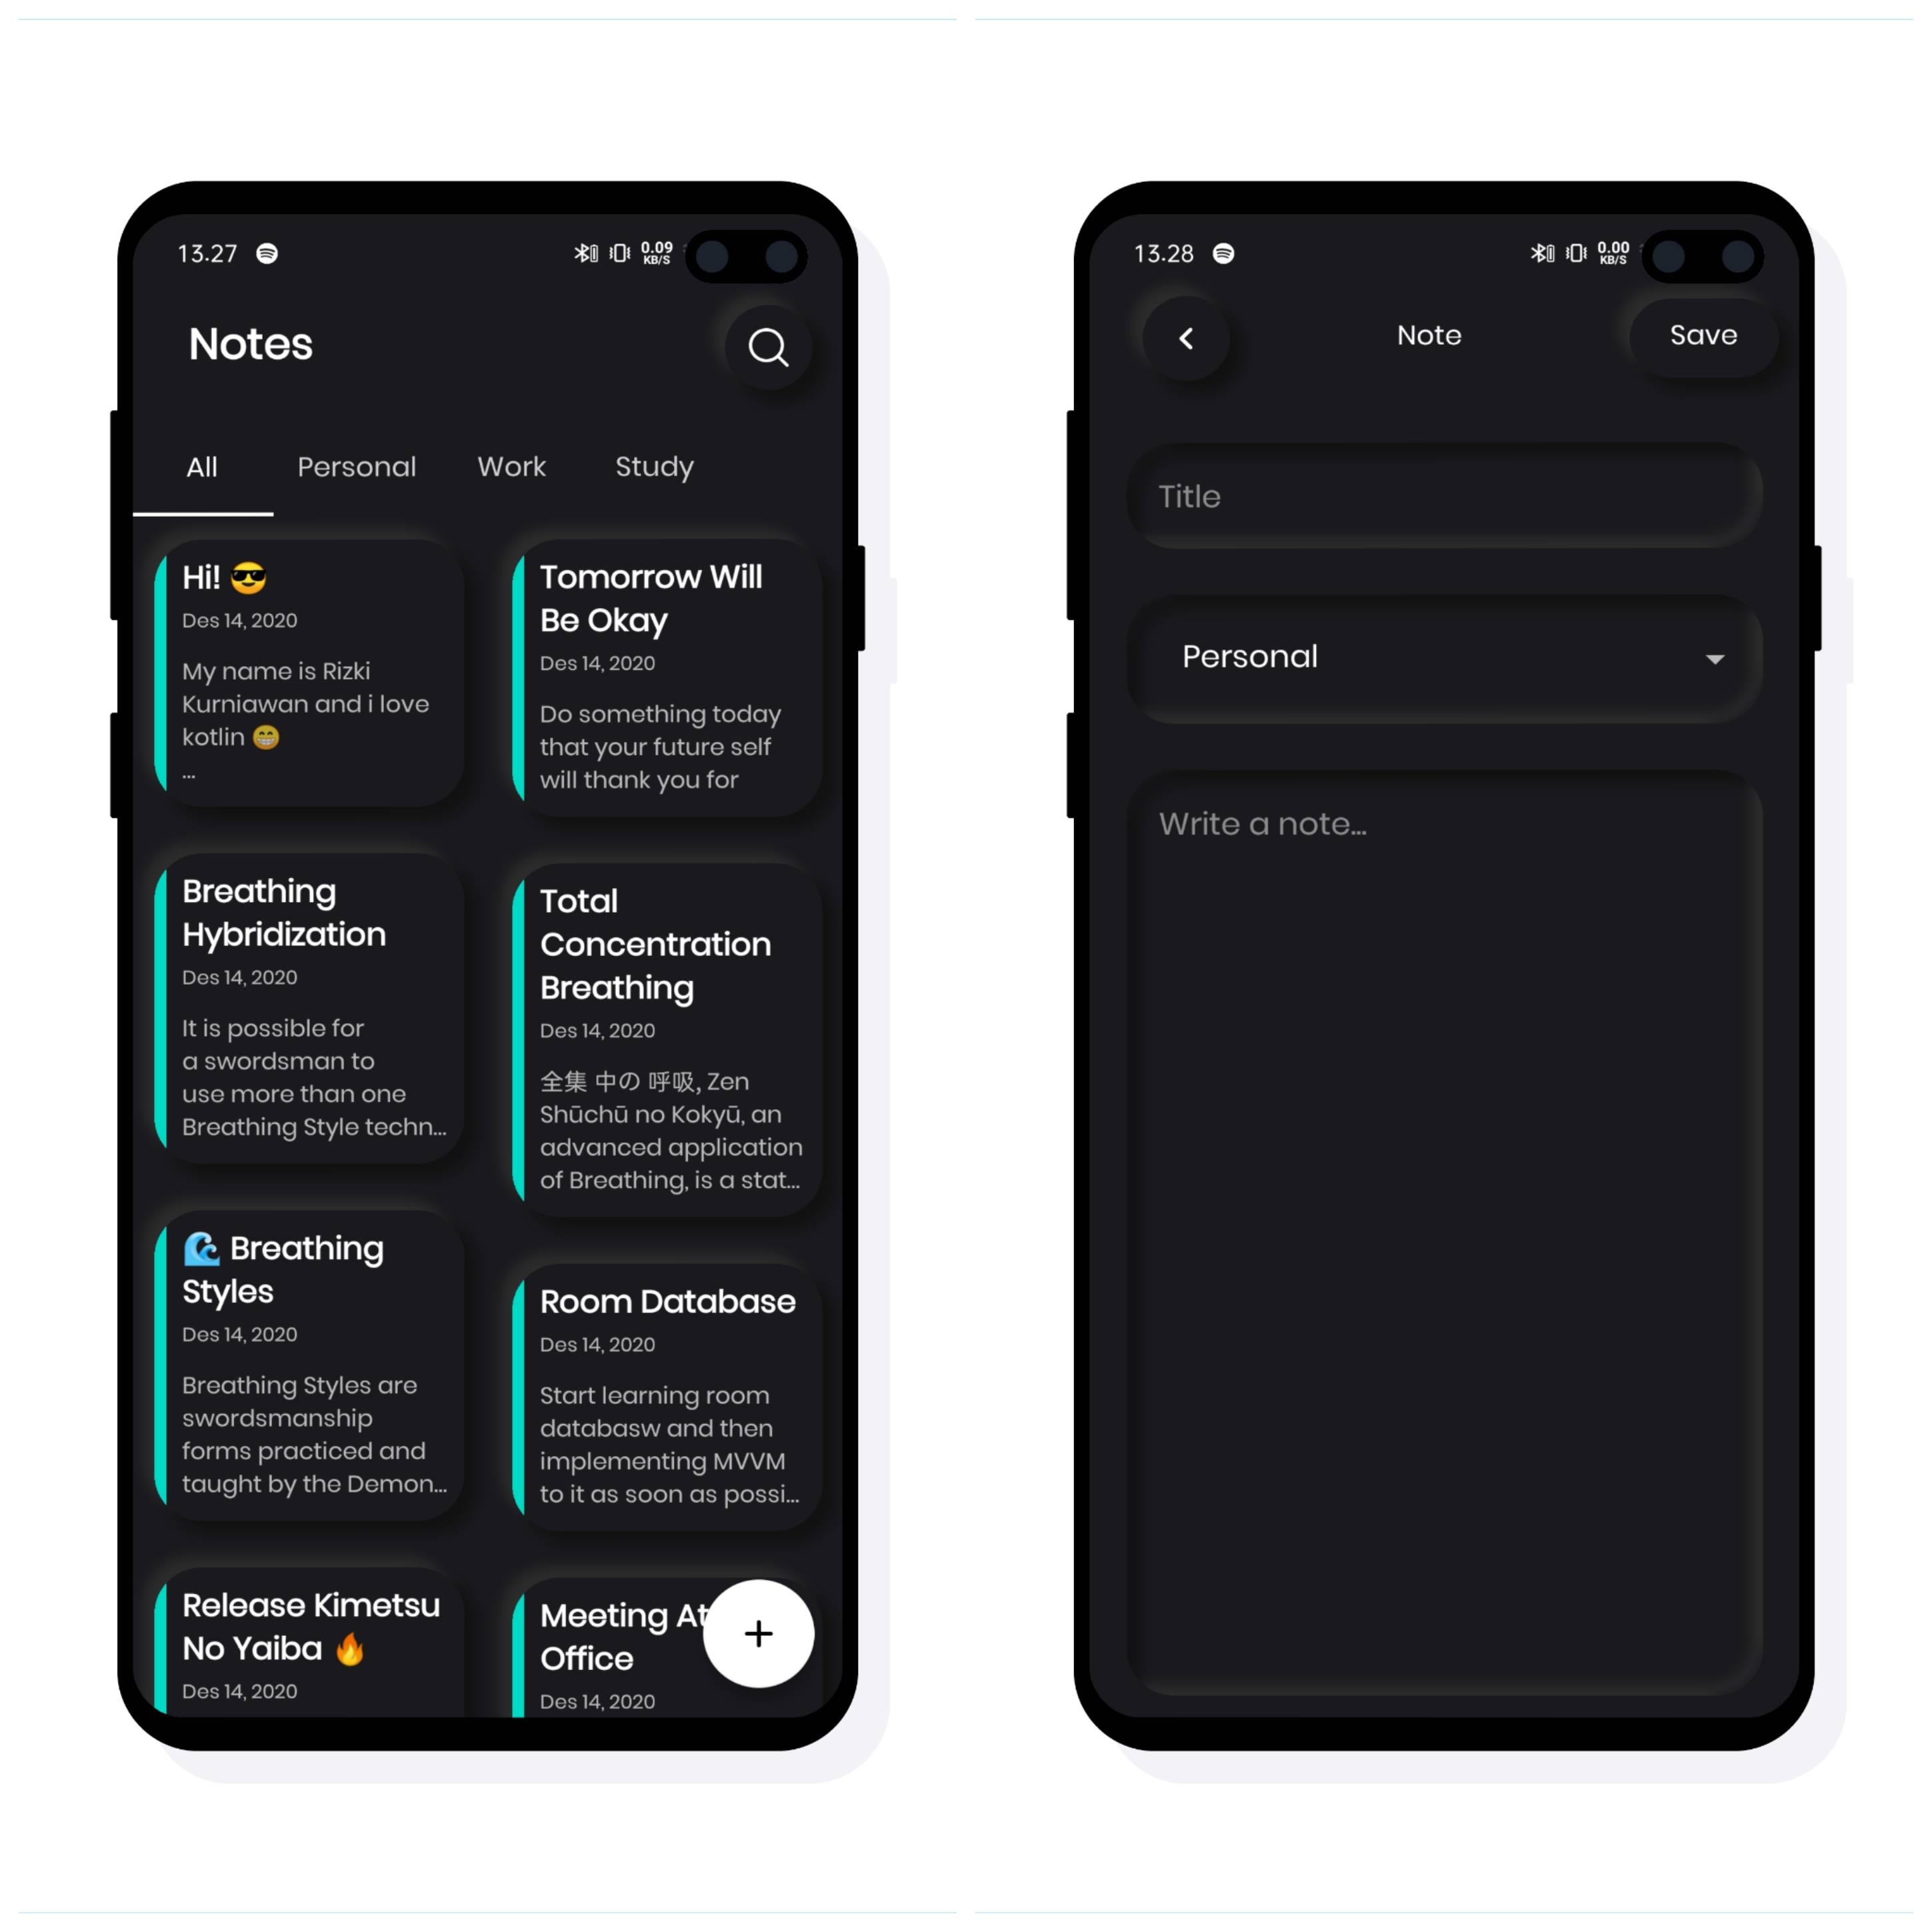 13.27
0.09
KB/S
Notes
All Personal Work Study
Hi! 😎
Des 14, 2020
My name is Rizki
Kurniawan and i love
kotlin 😁
...
Tomorrow Will
Be Okay
Des 14, 2020
Do something today
that your future self
will thank you for
Breathing
Hybridization
Des 14, 2020
It is possible for
a swordsman to
use more than one
Breathing Style techn...
Total
Concentration
Breathing
Des 14, 2020
全集 中の 呼吸, Zen
Shūchū no Kokyū, an
advanced application
of Breathing, is a stat...
🌊 Breathing
Styles
Des 14, 2020
Breathing Styles are
swordsmanship
forms practiced and
taught by the Demon...
Room Database
Des 14, 2020
Start learning room
databasw and then
implementing MVVM
to it as soon as possi...
Release Kimetsu
No Yaiba 🔥
Des 14, 2020
Meeting At
Office
Des 14, 2020
+
13.28
0.00
KB/S
Note
Save
Title
Personal
Write a note...